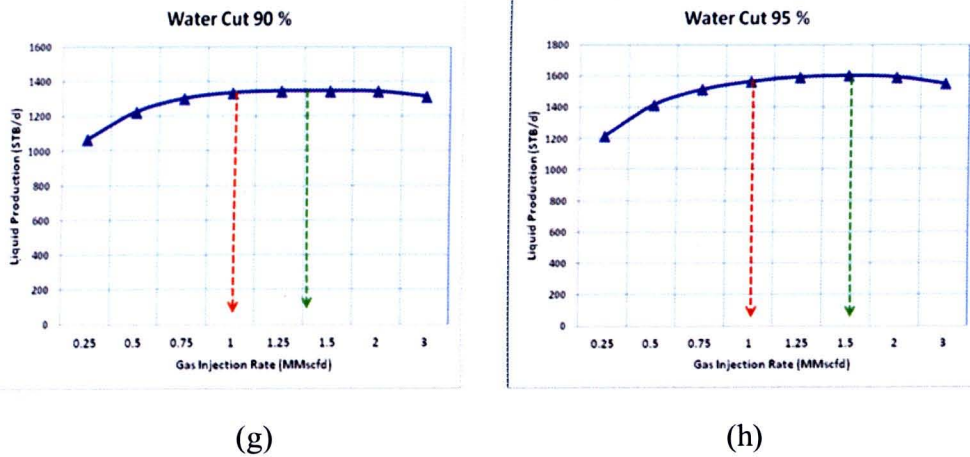 Water Cut 90 %
1600
1400
1200
1000
800
600
400
200
0
Liquid Production (STB/d)
0.25 0.5 0.75 1 1.25 1.5 2 3
Gas Injection Rate (MMscfd)
(g)
Water Cut 95 %
1800
1600
1400
1200
1000
800
600
400
200
0
Liquid Production (STB/d)
0.25 0.5 0.75 1 1.25 1.5 2 3
Gas Injection Rate (MMscfd)
(h)